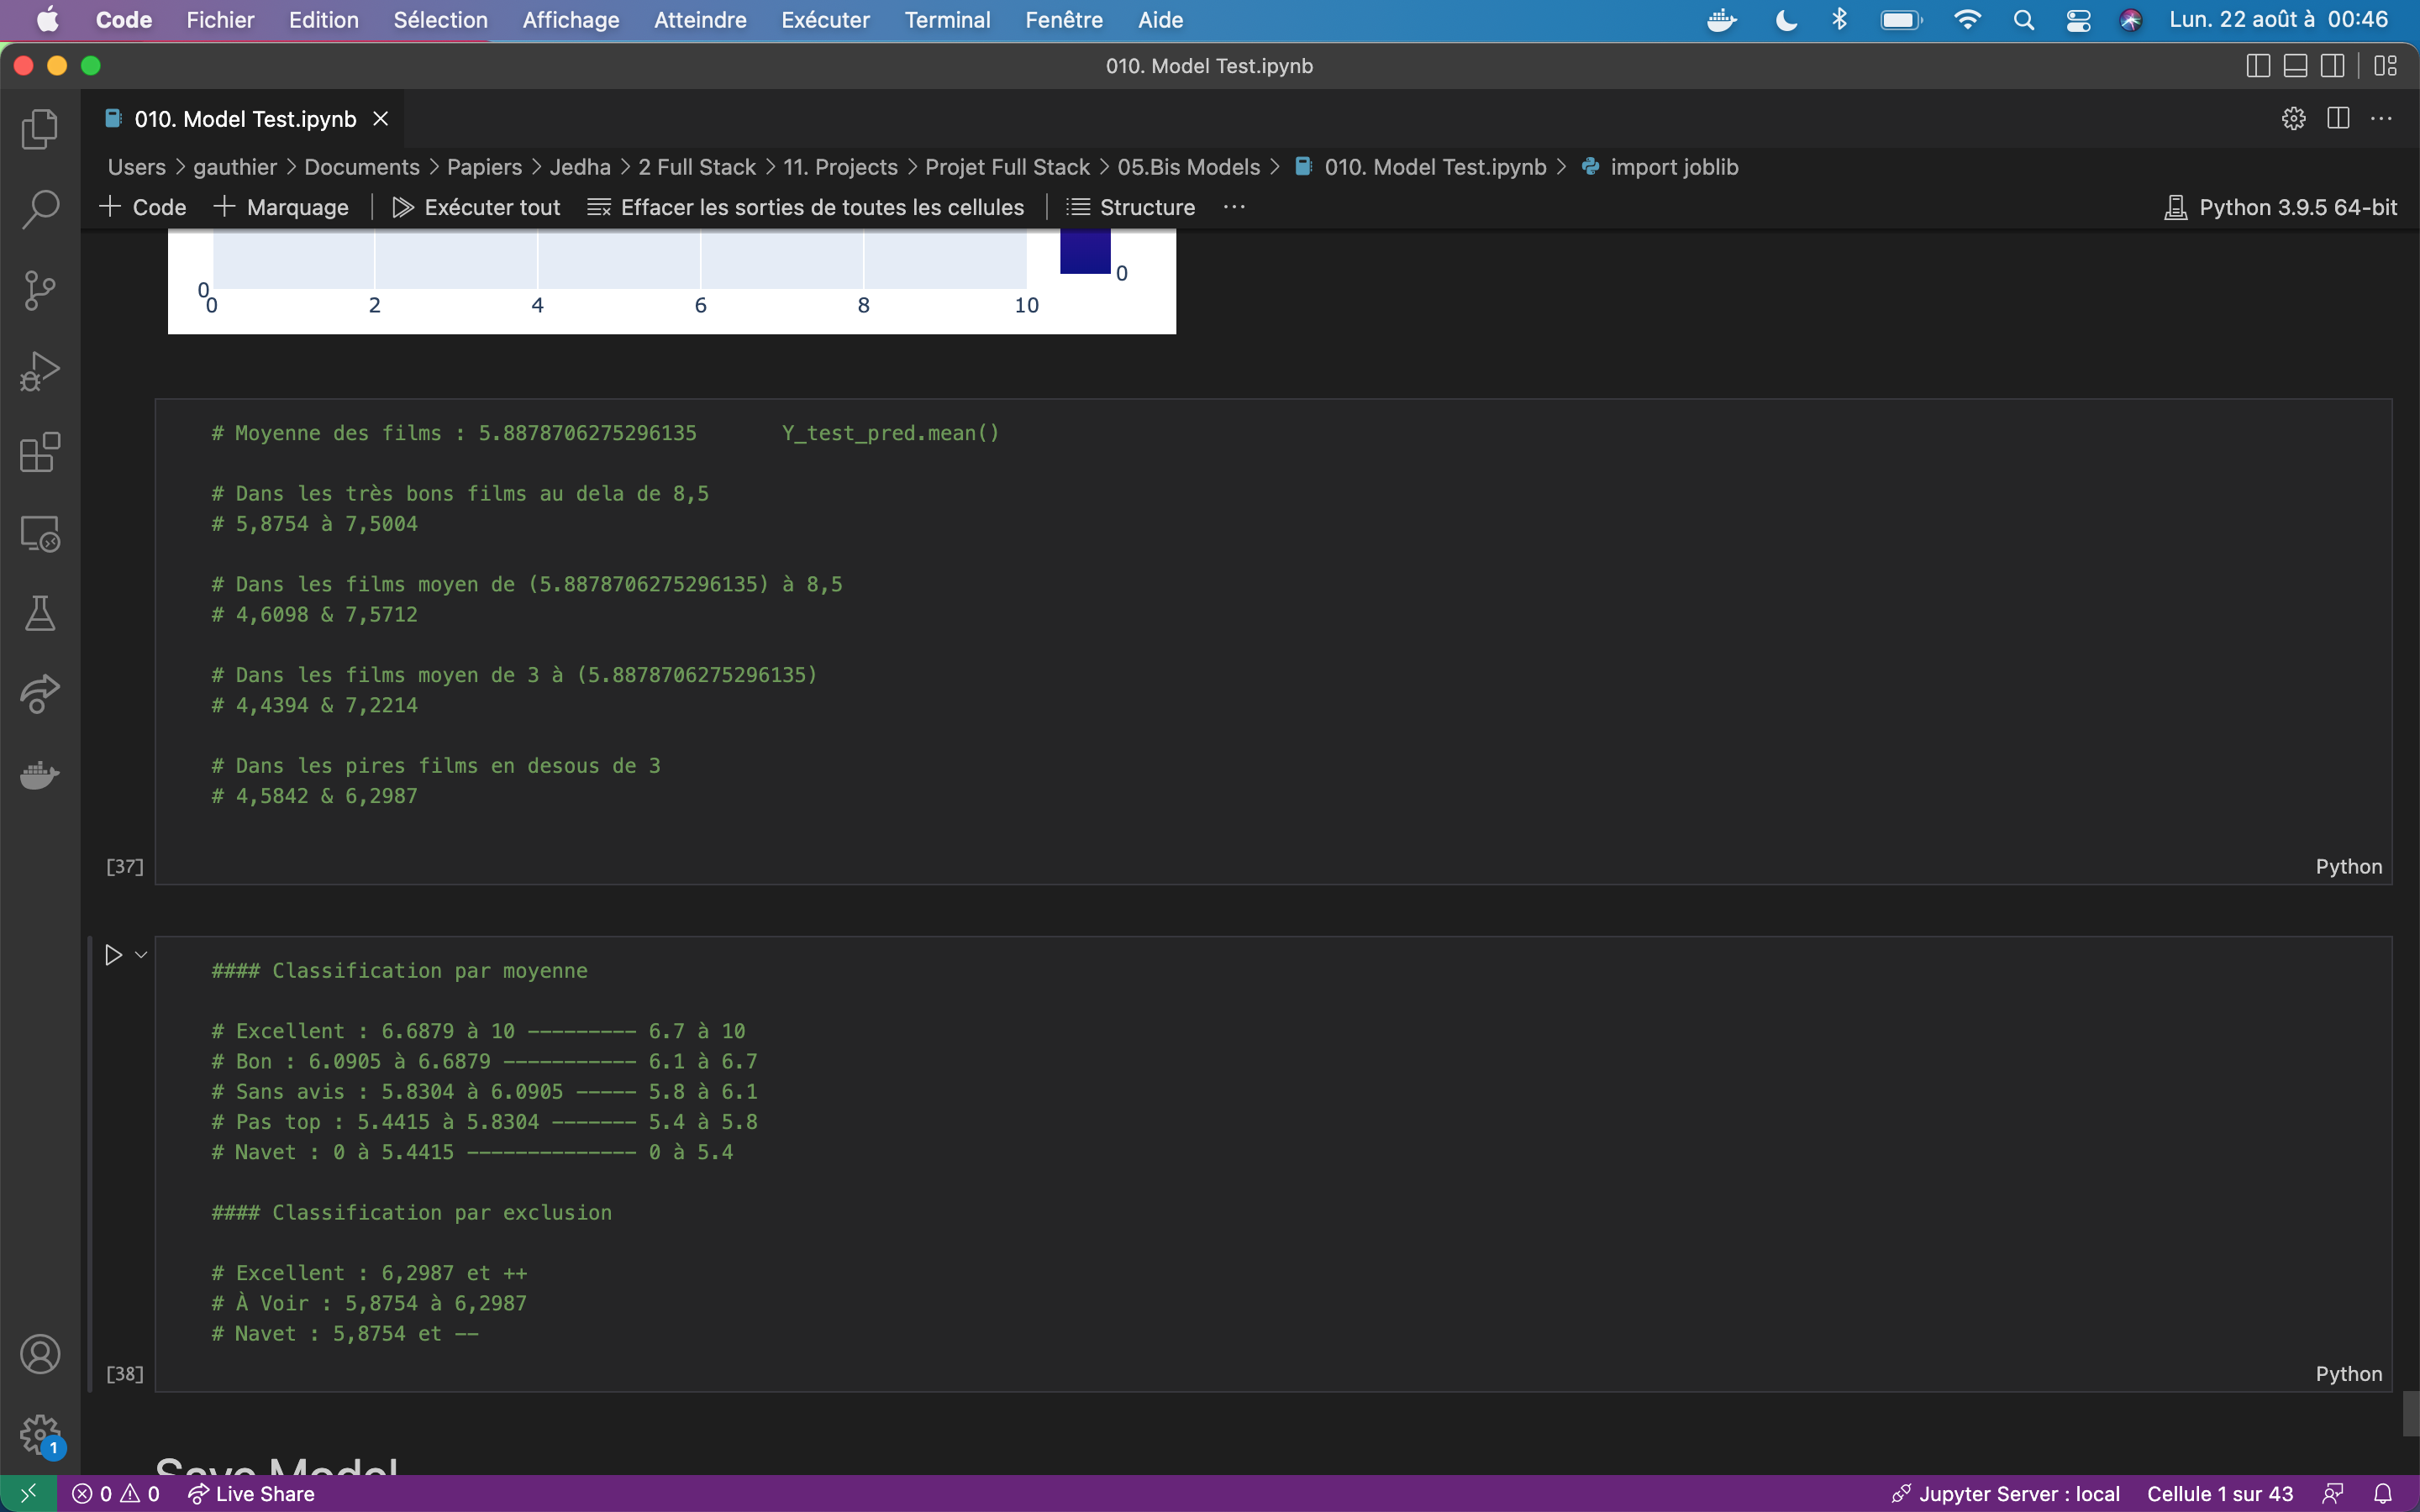 Code Fichier Edition Sélection Affichage Atteindre Exécuter Terminal Fenêtre Aide Lun. 22 août à 00:46
010. Model Test.ipynb
010. Model Test.ipynb
Users > gauthier > Documents > Papiers > Jedha > 2 Full Stack > 11. Projects > Projet Full Stack > 05.Bis Models > 010. Model Test.ipynb > import joblib
+ Code + Marquage Exécuter tout Effacer les sorties de toutes les cellules Structure ... Python 3.9.5 64-bit
0
0
0 2 4 6 8 10
# Moyenne des films : 5.8878706275296135 Y_test_pred.mean()
# Dans les très bons films au dela de 8,5
# 5,8754 à 7,5004
# Dans les films moyen de (5.8878706275296135) à 8,5
# 4,6098 & 7,5712
# Dans les films moyen de 3 à (5.8878706275296135)
# 4,4394 & 7,2214
# Dans les pires films en desous de 3
# 4,5842 & 6,2987
[37] Python
#### Classification par moyenne
# Excellent : 6.6879 à 10 --------- 6.7 à 10
# Bon : 6.0905 à 6.6879 ----------- 6.1 à 6.7
# Sans avis : 5.8304 à 6.0905 ----- 5.8 à 6.1
# Pas top : 5.4415 à 5.8304 ------- 5.4 à 5.8
# Navet : 0 à 5.4415 -------------- 0 à 5.4
#### Classification par exclusion
# Excellent : 6,2987 et ++
# À Voir : 5,8754 à 6,2987
# Navet : 5,8754 et --
[38] Python
Save Model
1
0 0 Live Share Jupyter Server : local Cellule 1 sur 43